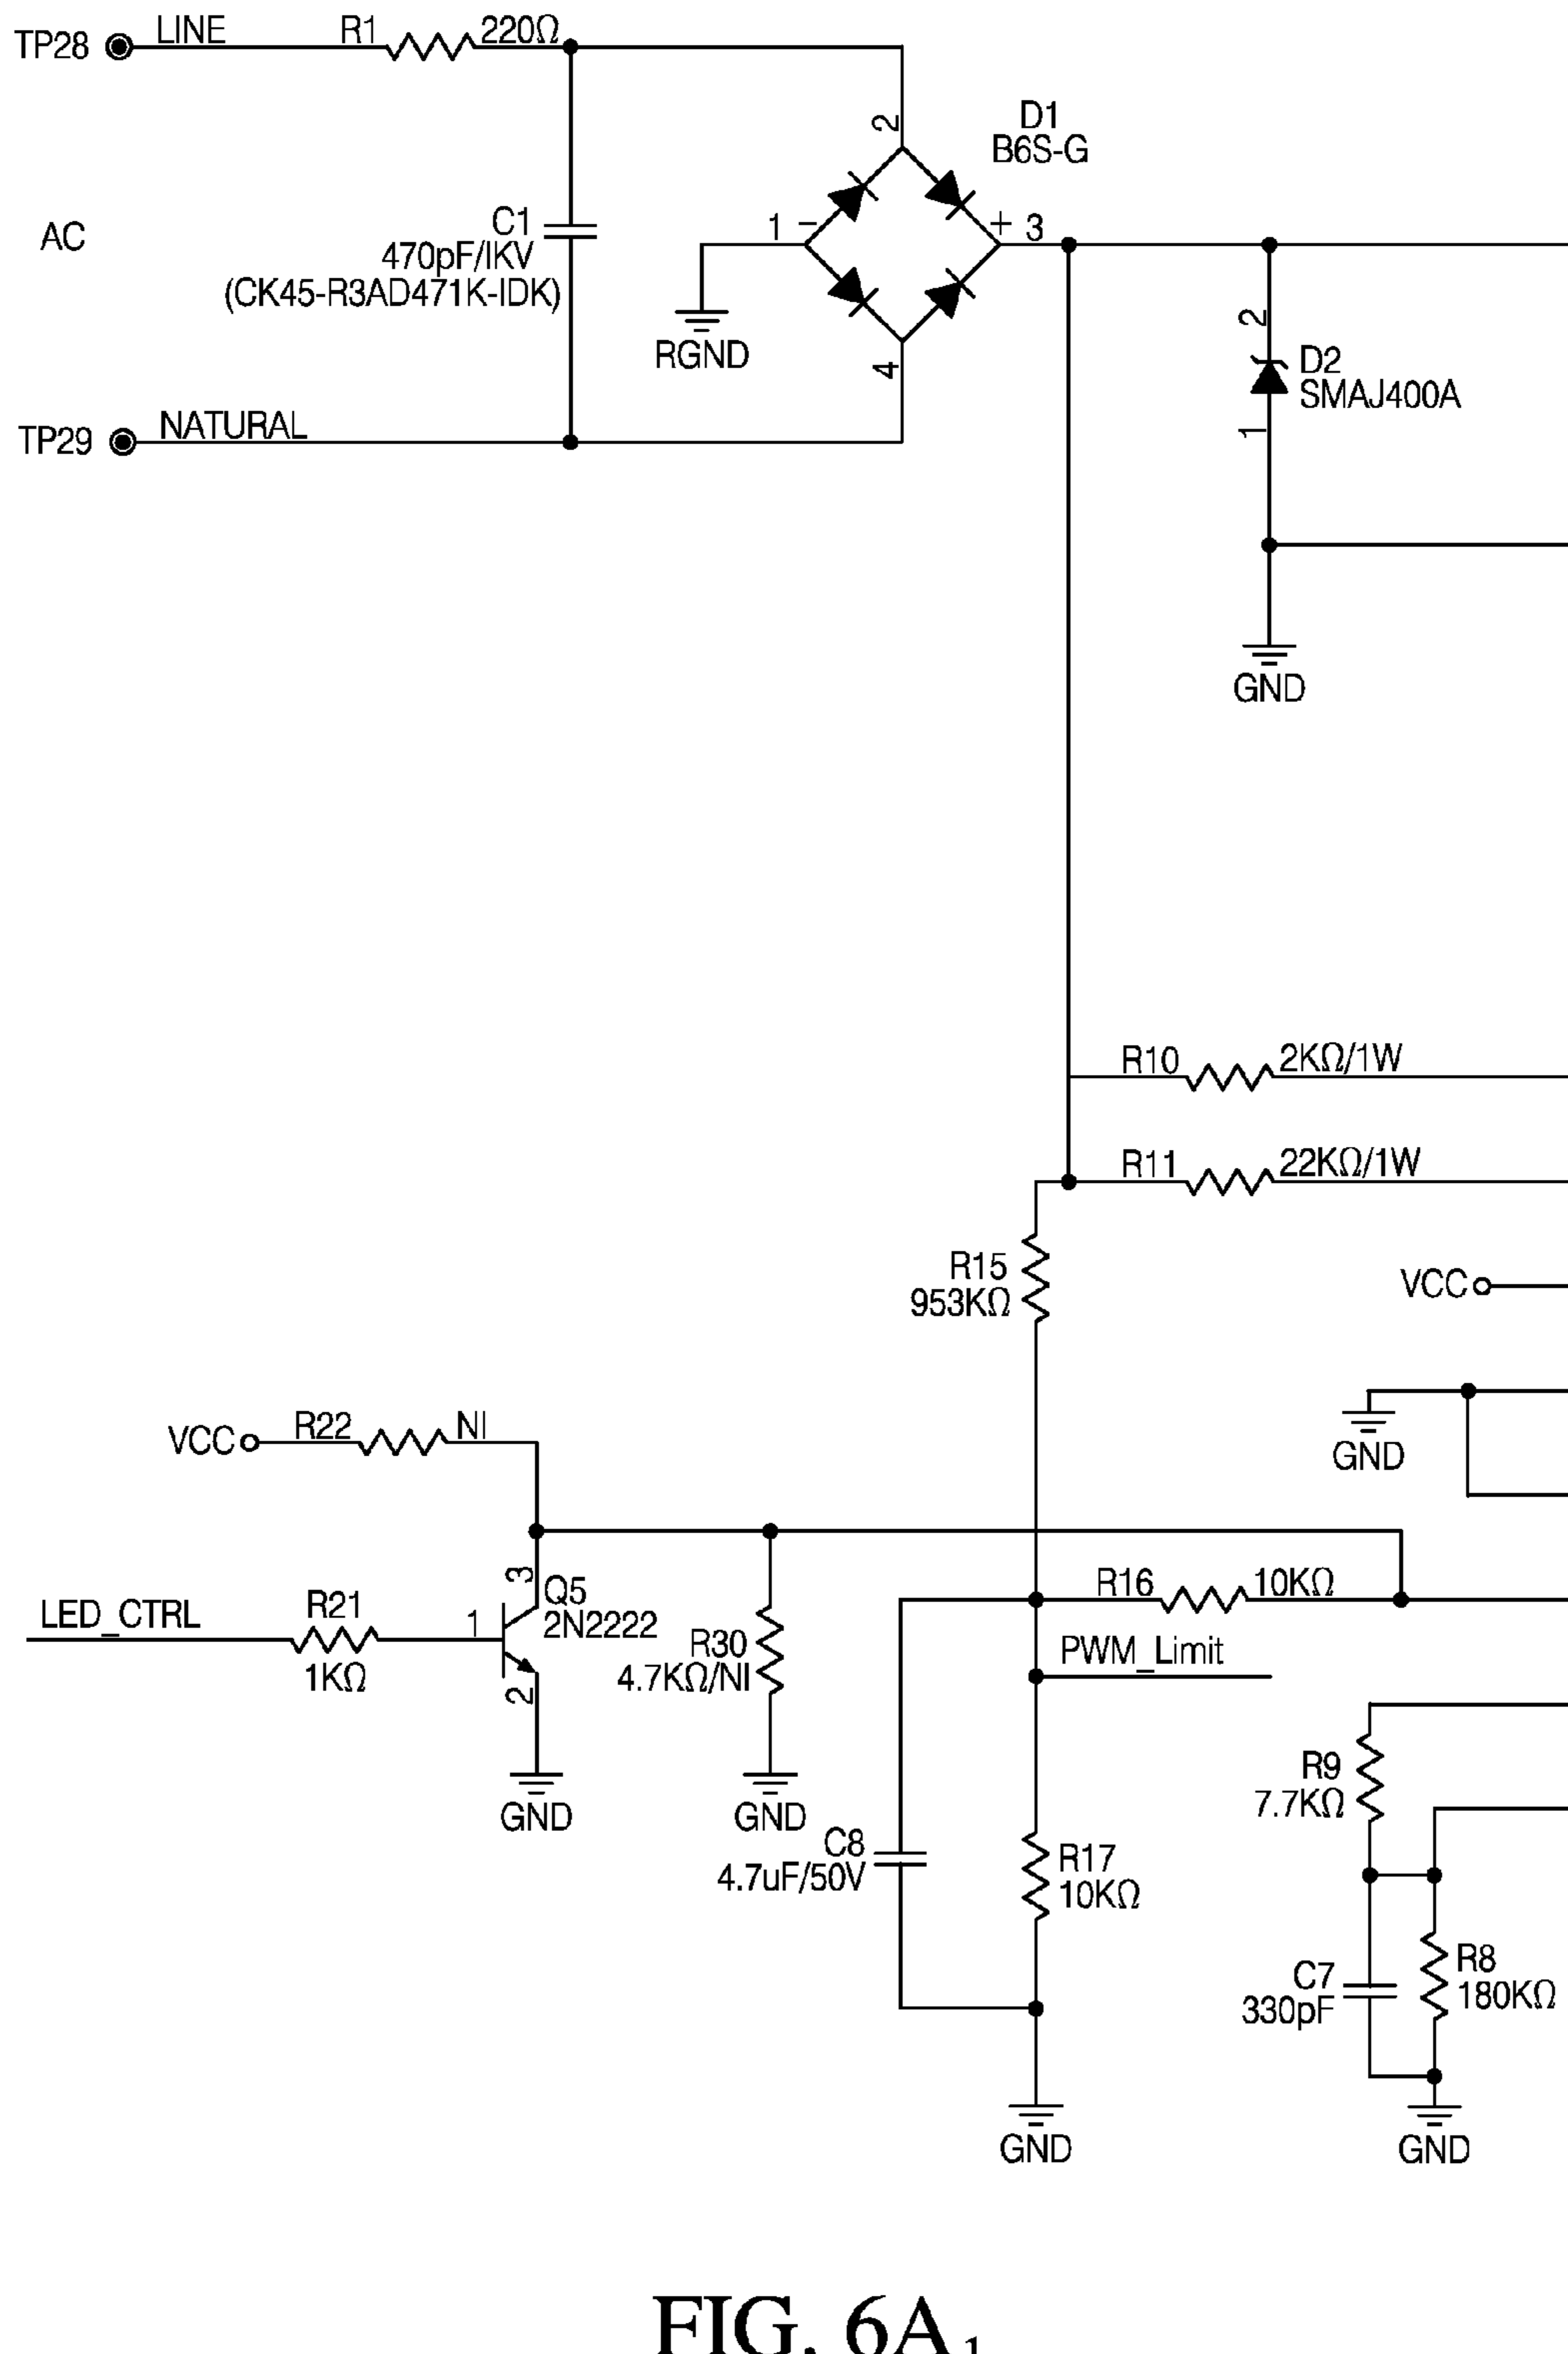 TP28
LINE
R1
220Ω
D1
B6S-G
2
1
−
+
3
4
AC
C1
470pF/IKV
(CK45-R3AD471K-IDK)
RGND
TP29
NATURAL
2
D2
SMAJ400A
1
GND
R10
2KΩ/1W
R11
22KΩ/1W
R15
953KΩ
VCC
GND
VCC
R22
NI
LED_CTRL
R21
1KΩ
1
3
Q5
2N2222
2
GND
R30
4.7KΩ/NI
GND
R16
10KΩ
PWM_Limit
C8
4.7uF/50V
R17
10KΩ
GND
R9
7.7KΩ
C7
330pF
R8
180KΩ
GND
FIG. 6A1